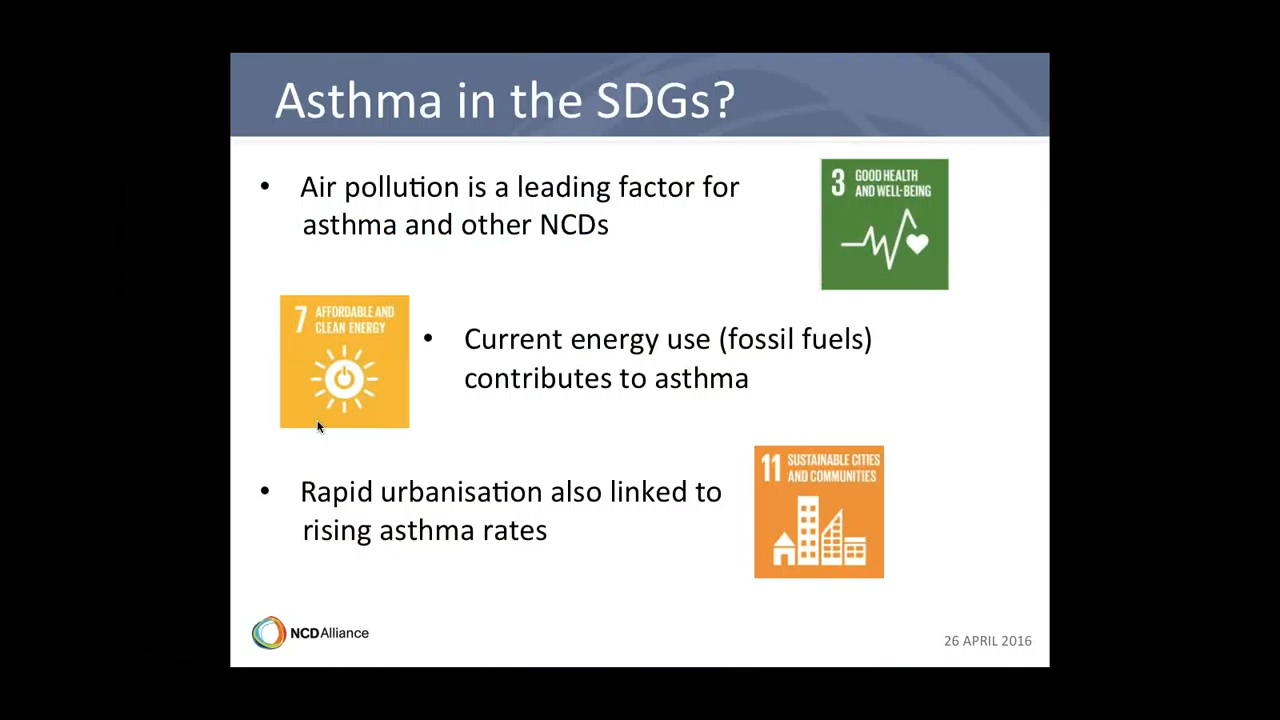 Asthma in the SDGs?
• Air pollution is a leading factor for
asthma and other NCDs
3 GOOD HEALTH
AND WELL-BEING
7 AFFORDABLE AND
CLEAN ENERGY
• Current energy use (fossil fuels)
contributes to asthma
• Rapid urbanisation also linked to
rising asthma rates
11 SUSTAINABLE CITIES
AND COMMUNITIES
NCDAlliance
26 APRIL 2016